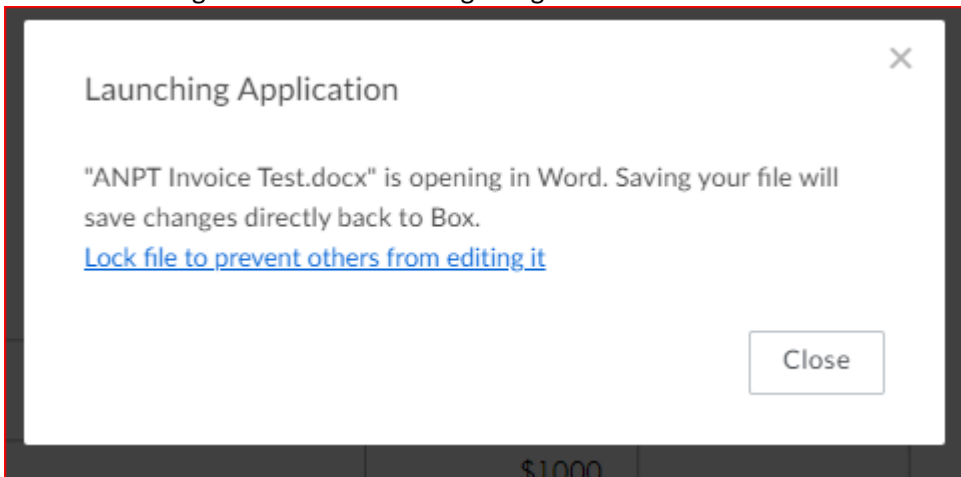 Launching Application
"ANPT Invoice Test.docx" is opening in Word. Saving your file will
save changes directly back to Box.
Lock file to prevent others from editing it
Close
$1000